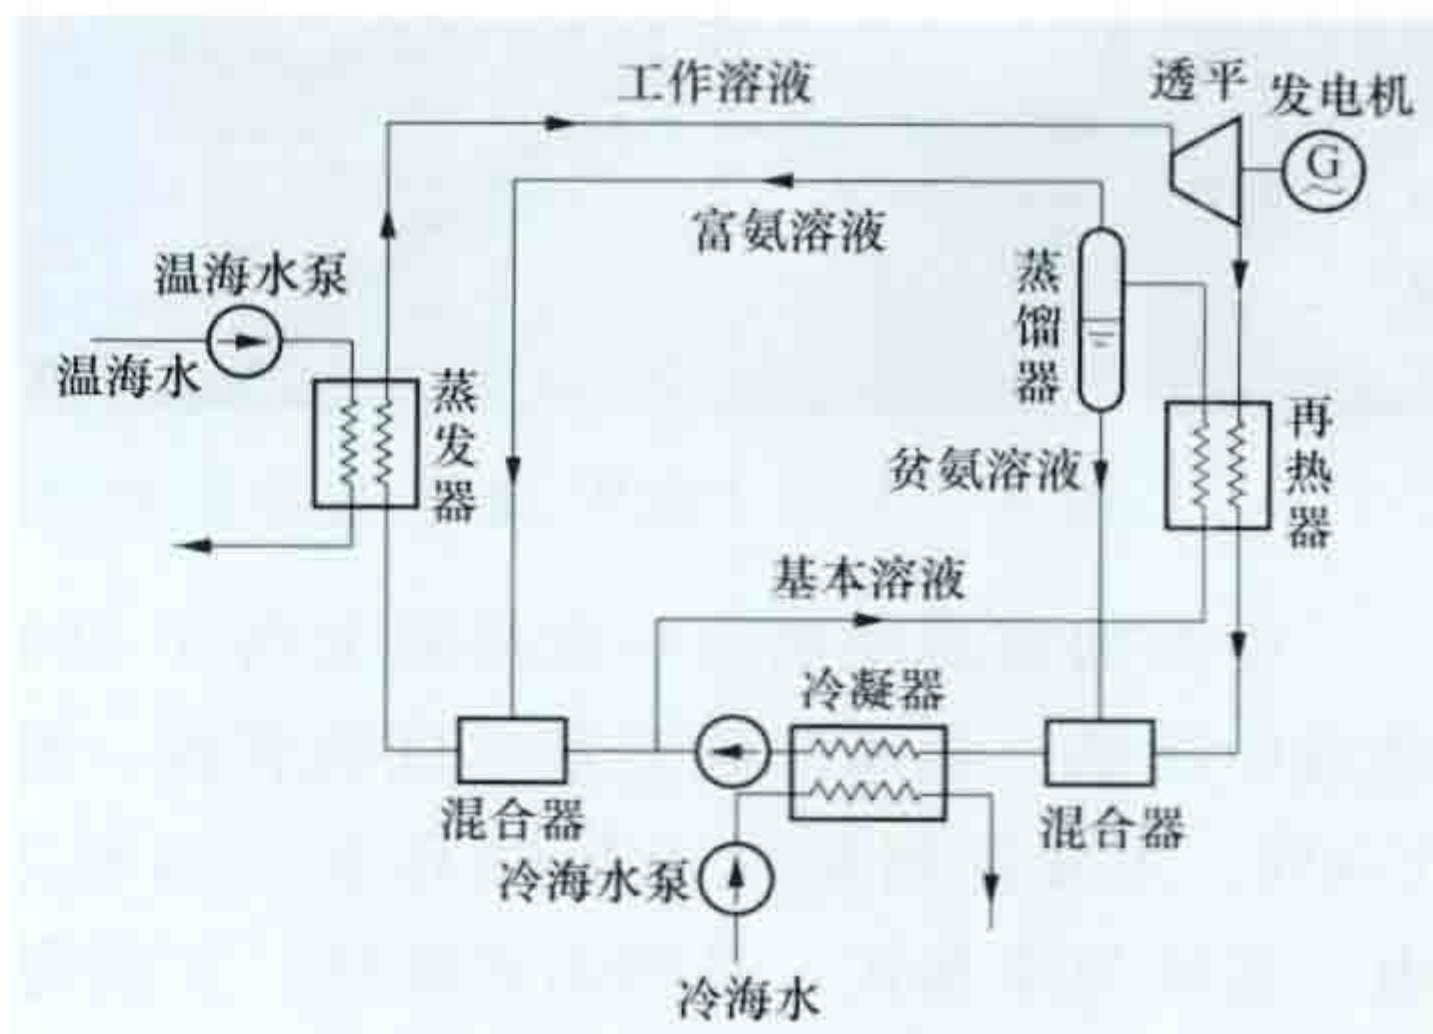 工作溶液
透平
发电机
G
富氨溶液
温海水泵
温海水
蒸发器
蒸馏器
贫氨溶液
再热器
基本溶液
冷凝器
混合器
混合器
冷海水泵
冷海水